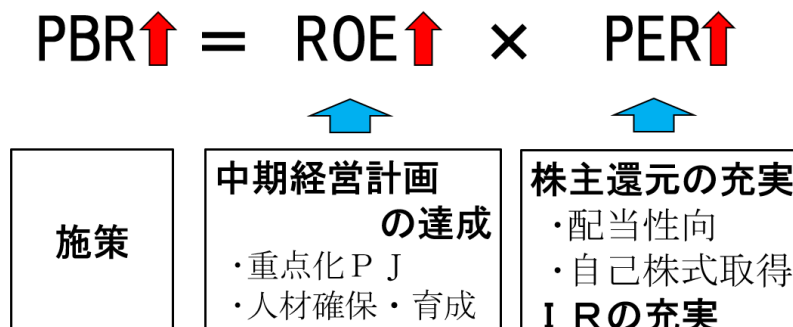 PBR = ROE × PER
施策
中期経営計画
の達成
・重点化ＰＪ
・人材確保・育成
株主還元の充実
・配当性向
・自己株式取得
ＩＲの充実